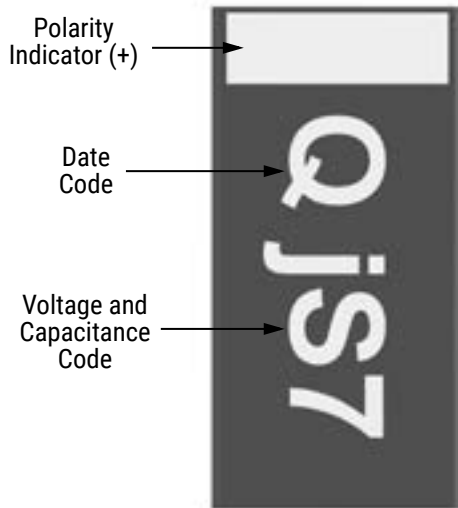 Polarity
Indicator (+)
Date
Code
Voltage and
Capacitance
Code
Q jS7